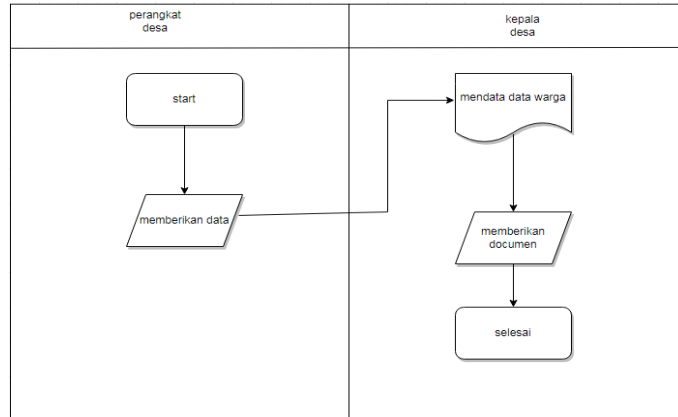 perangkat
desa
kepala
desa
start
mendata data warga
memberikan data
memberikan
documen
selesai